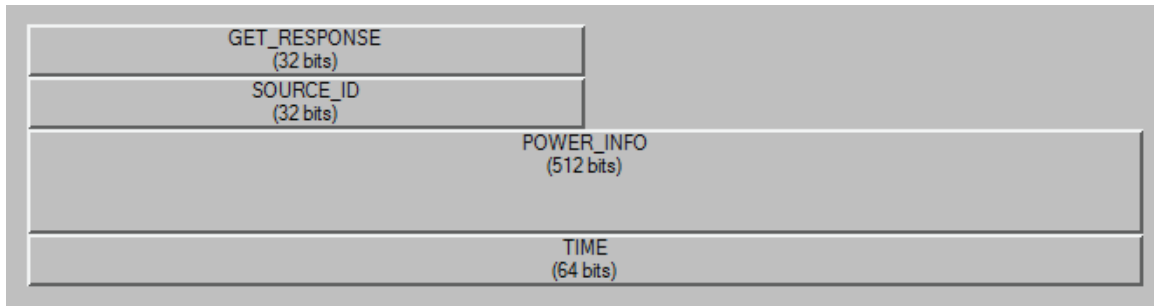 GET_RESPONSE
(32 bits)
SOURCE_ID
(32 bits)
POWER_INFO
(512 bits)
TIME
(64 bits)